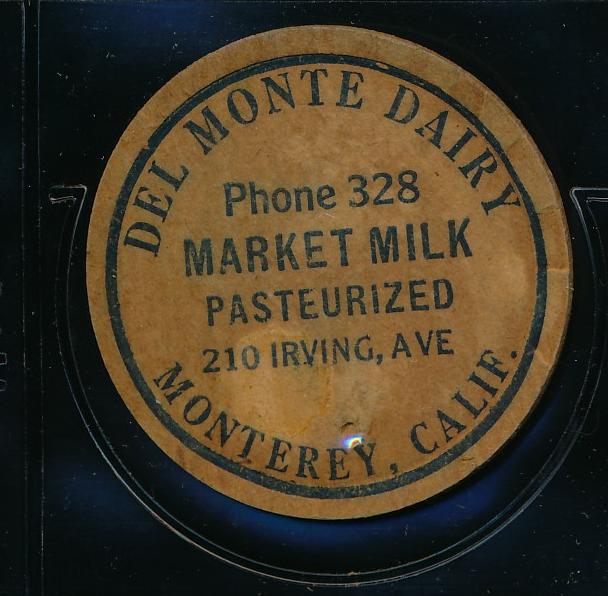 DEL MONTE DAIRY
Phone 328
MARKET MILK
PASTEURIZED
210 IRVING, AVE
MONTEREY, CALIF.